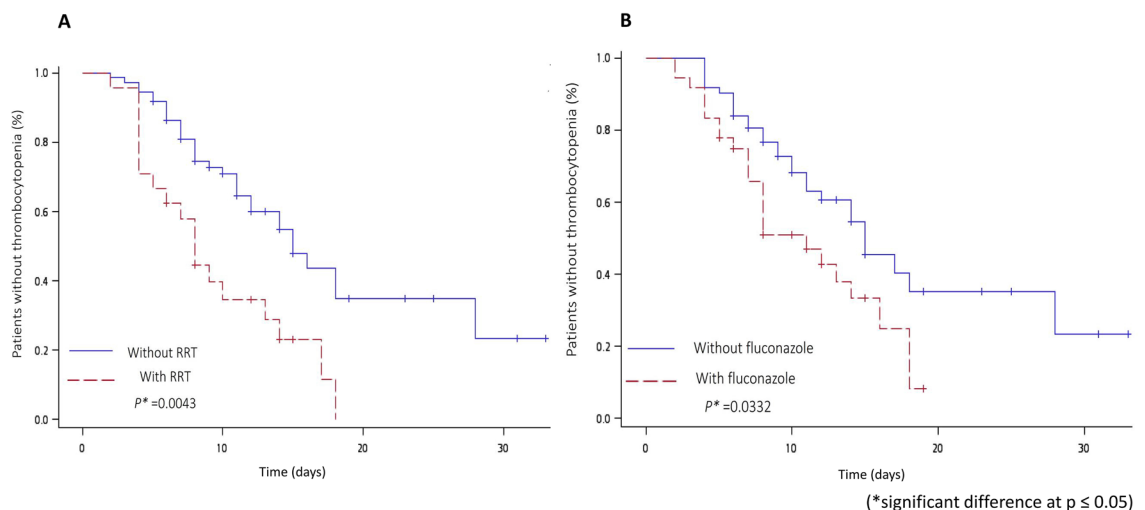 A
Patients without thrombocytopenia (%)
1.0
0.8
0.6
0.4
0.2
0.0
Without RRT
With RRT
P* =0.0043
0
10
20
30
Time (days)
B
Patients without thrombocytopenia (%)
1.0
0.8
0.6
0.4
0.2
0.0
Without fluconazole
With fluconazole
P* =0.0332
0
10
20
30
Time (days)
(*significant difference at p ≤ 0.05)